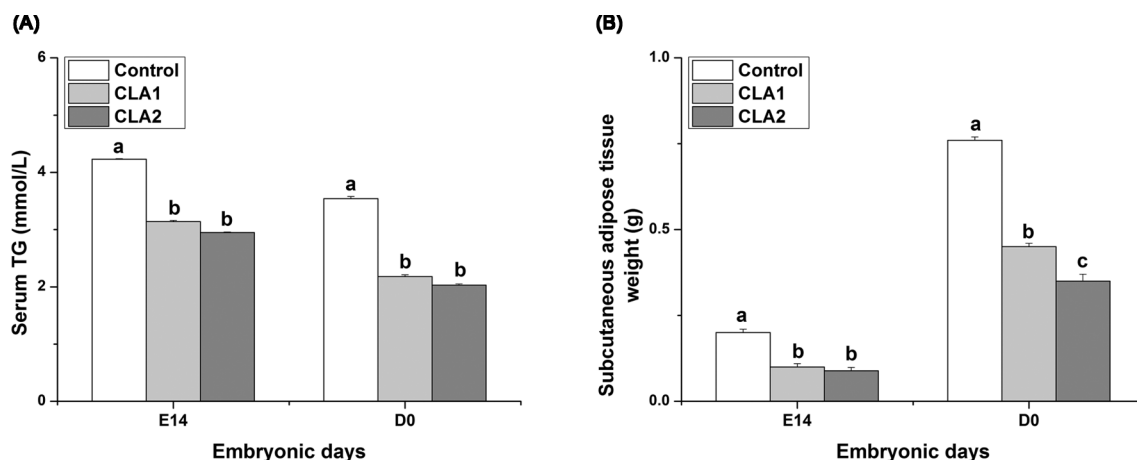 (A)
Serum TG (mmol/L)
6
4
2
0
Control
CLA1
CLA2
a
b
b
a
b
b
E14
D0
Embryonic days
(B)
Subcutaneous adipose tissue
weight (g)
1.0
0.5
0.0
Control
CLA1
CLA2
a
b
b
a
b
c
E14
D0
Embryonic days